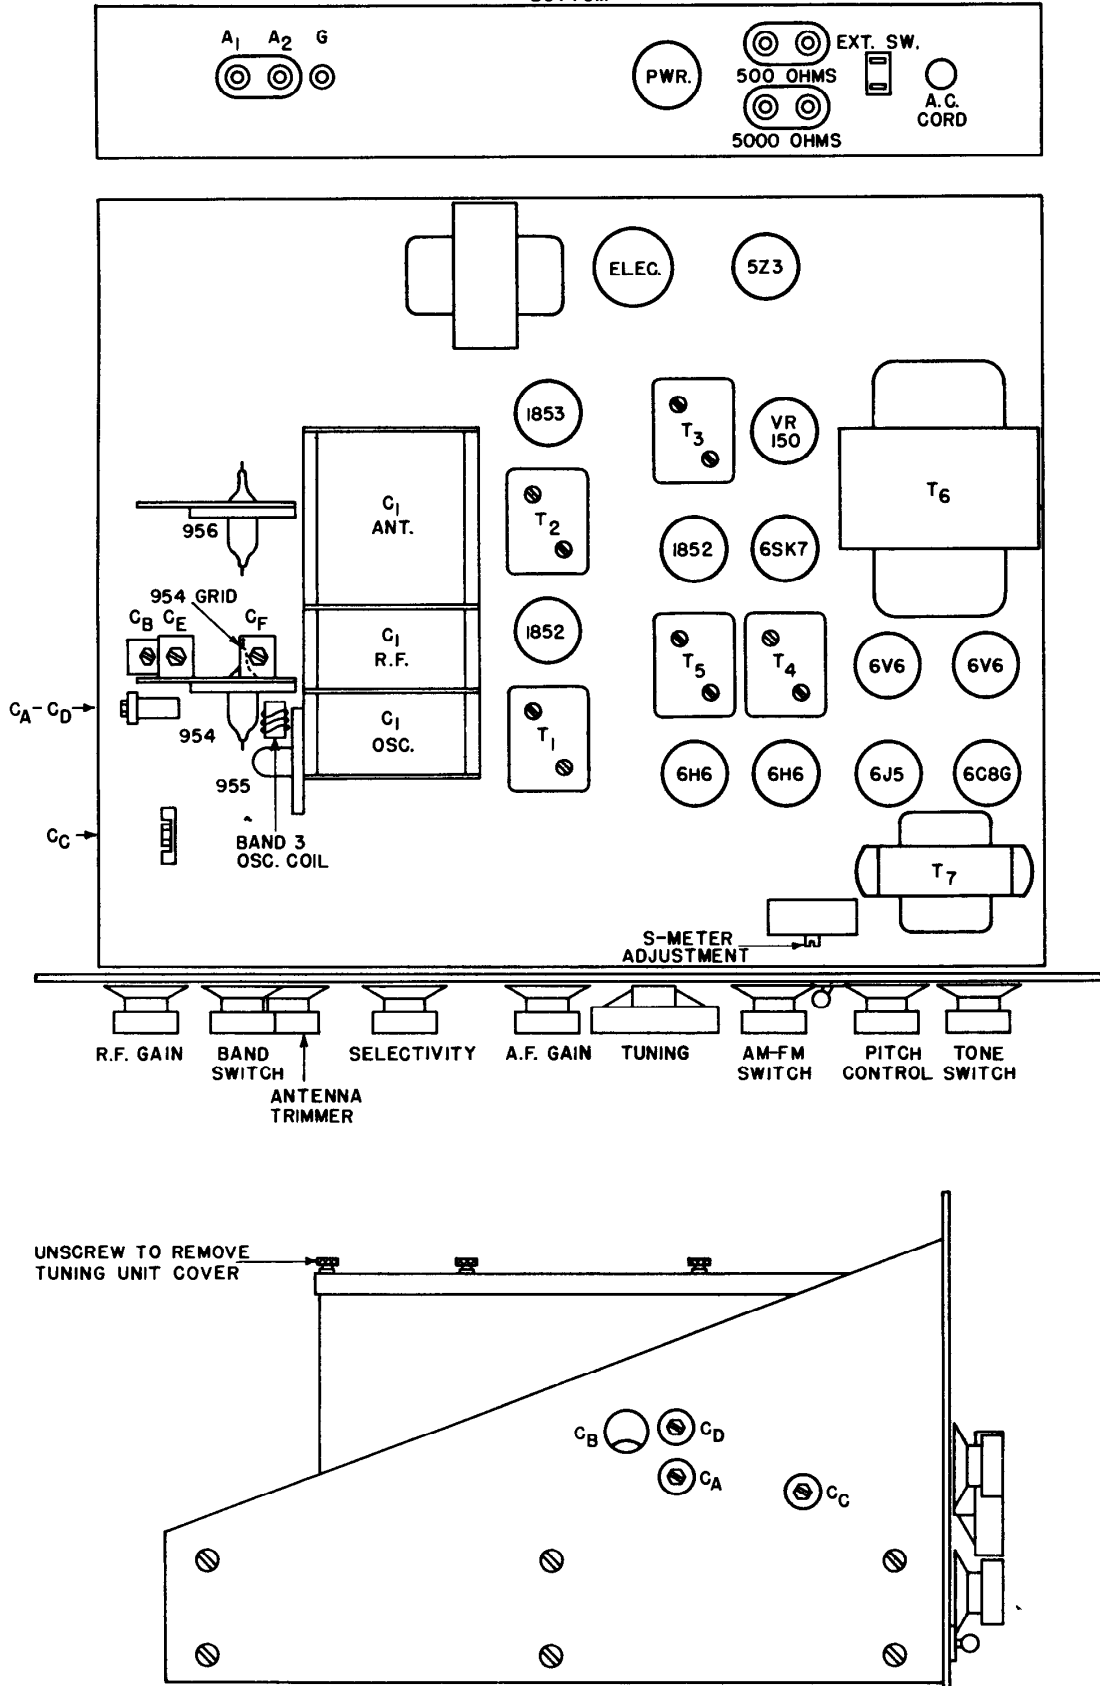 A1 A2 G
PWR.
500 OHMS
5000 OHMS
EXT. SW.
A.C.
CORD
ELEC.
5Z3
1853
T3
VR
150
C1
ANT.
T2
T6
956
1852
6SK7
954 GRID
CB CE CF
C1
R.F.
1852
T5
T4
6V6
6V6
CA-CD
954
C1
OSC.
T1
955
6H6
6H6
6J5
6C8G
CC
BAND 3
OSC. COIL
T7
S-METER
ADJUSTMENT
R.F. GAIN
BAND
SWITCH
ANTENNA
TRIMMER
SELECTIVITY
A.F. GAIN
TUNING
AM-FM
SWITCH
PITCH
CONTROL
TONE
SWITCH
UNSCREW TO REMOVE
TUNING UNIT COVER
CB
CD
CA
CC